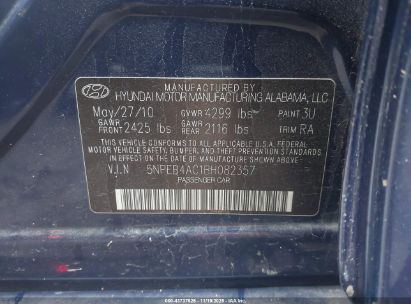 MANUFACTURED BY
HYUNDAI MOTOR MANUFACTURING ALABAMA, LLC
May/27/10 GVWR 4299 lbs PAINT 3U
GAWR FRONT 2425 lbs GAWR REAR 2116 lbs TRIM RA
THIS VEHICLE CONFORMS TO ALL APPLICABLE U.S.A. FEDERAL
MOTOR VEHICLE SAFETY, BUMPER, AND THEFT PREVENTION
STANDARDS IN EFFECT ON THE DATE OF MANUFACTURE
SHOWN ABOVE.
V.I.N 5NPEB4AC1BH082357
PASSENGER CAR